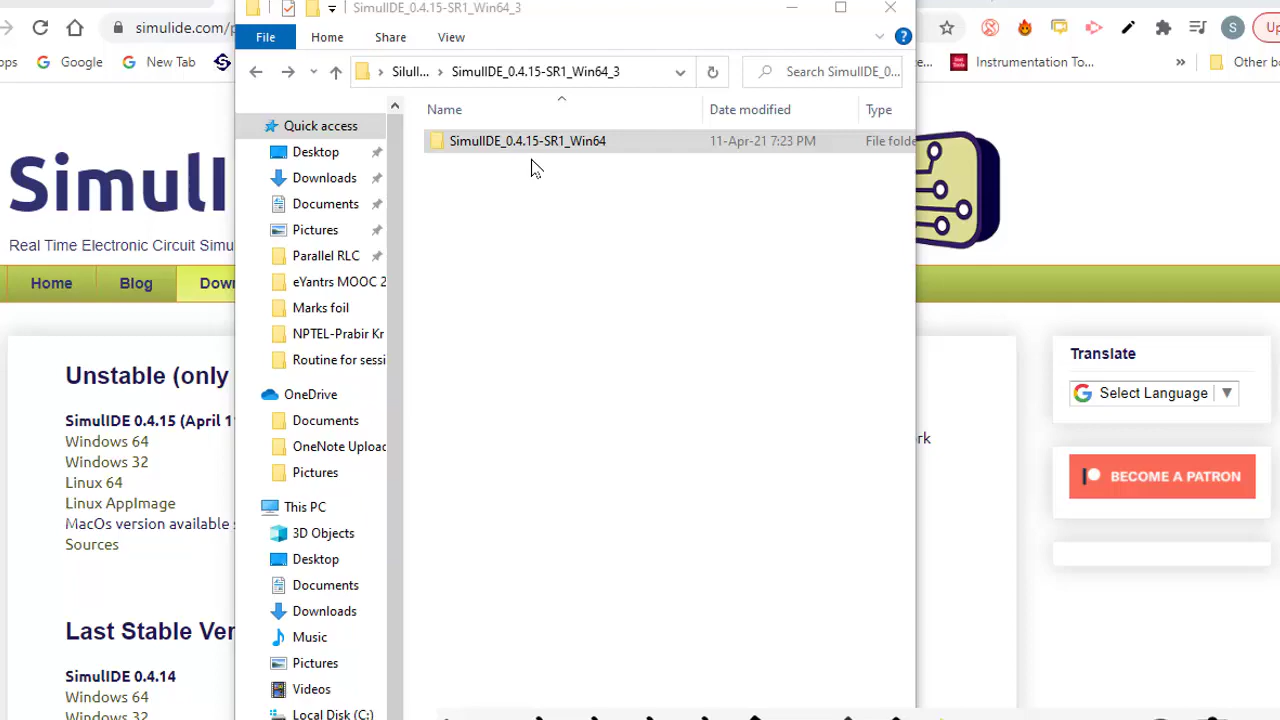 SimulIDE_0.4.15-SR1_Win64_3
simulide.com/p
S
Up
File
Home
Share
View
ops
Google
New Tab
Instrumentation To...
»
Other bo
Silull...
SimulIDE_0.4.15-SR1_Win64_3
Search SimulIDE_0...
Name
Date modified
Type
Quick access
SimulIDE_0.4.15-SR1_Win64
11-Apr-21 7:23 PM
File folde
Desktop
Downloads
Documents
Pictures
Parallel RLC
eYantrs MOOC 2
Marks foil
NPTEL-Prabir Kr
Routine for sessi
OneDrive
Documents
OneNote Uploac
Pictures
This PC
3D Objects
Desktop
Documents
Downloads
Music
Pictures
Videos
Local Disk (C:)
SimulI
Real Time Electronic Circuit Simu
Home
Blog
Dow
Unstable (only
SimulIDE 0.4.15 (April 1
Windows 64
Windows 32
Linux 64
Linux AppImage
MacOs version available
Sources
Last Stable Ver
SimulIDE 0.4.14
Windows 64
Windows 32
rk
Translate
Select Language
BECOME A PATRON